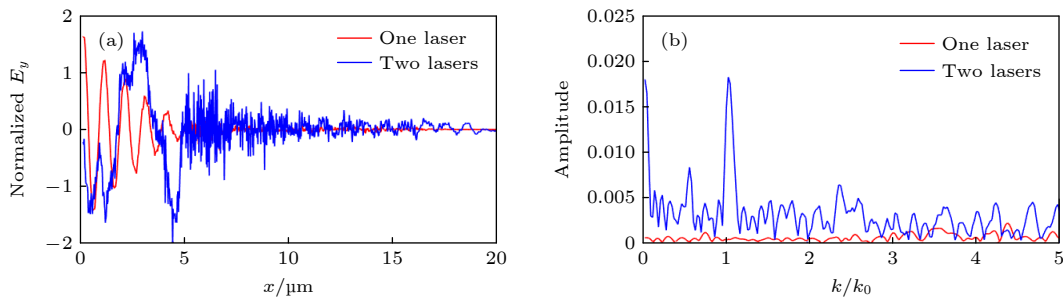 2
1
0
−1
−2
Normalized E_y
(a)
One laser
Two lasers
0
5
10
15
20
x/µm
0.025
0.020
0.015
0.010
0.005
0
Amplitude
(b)
One laser
Two lasers
0
1
2
3
4
5
k/k_0